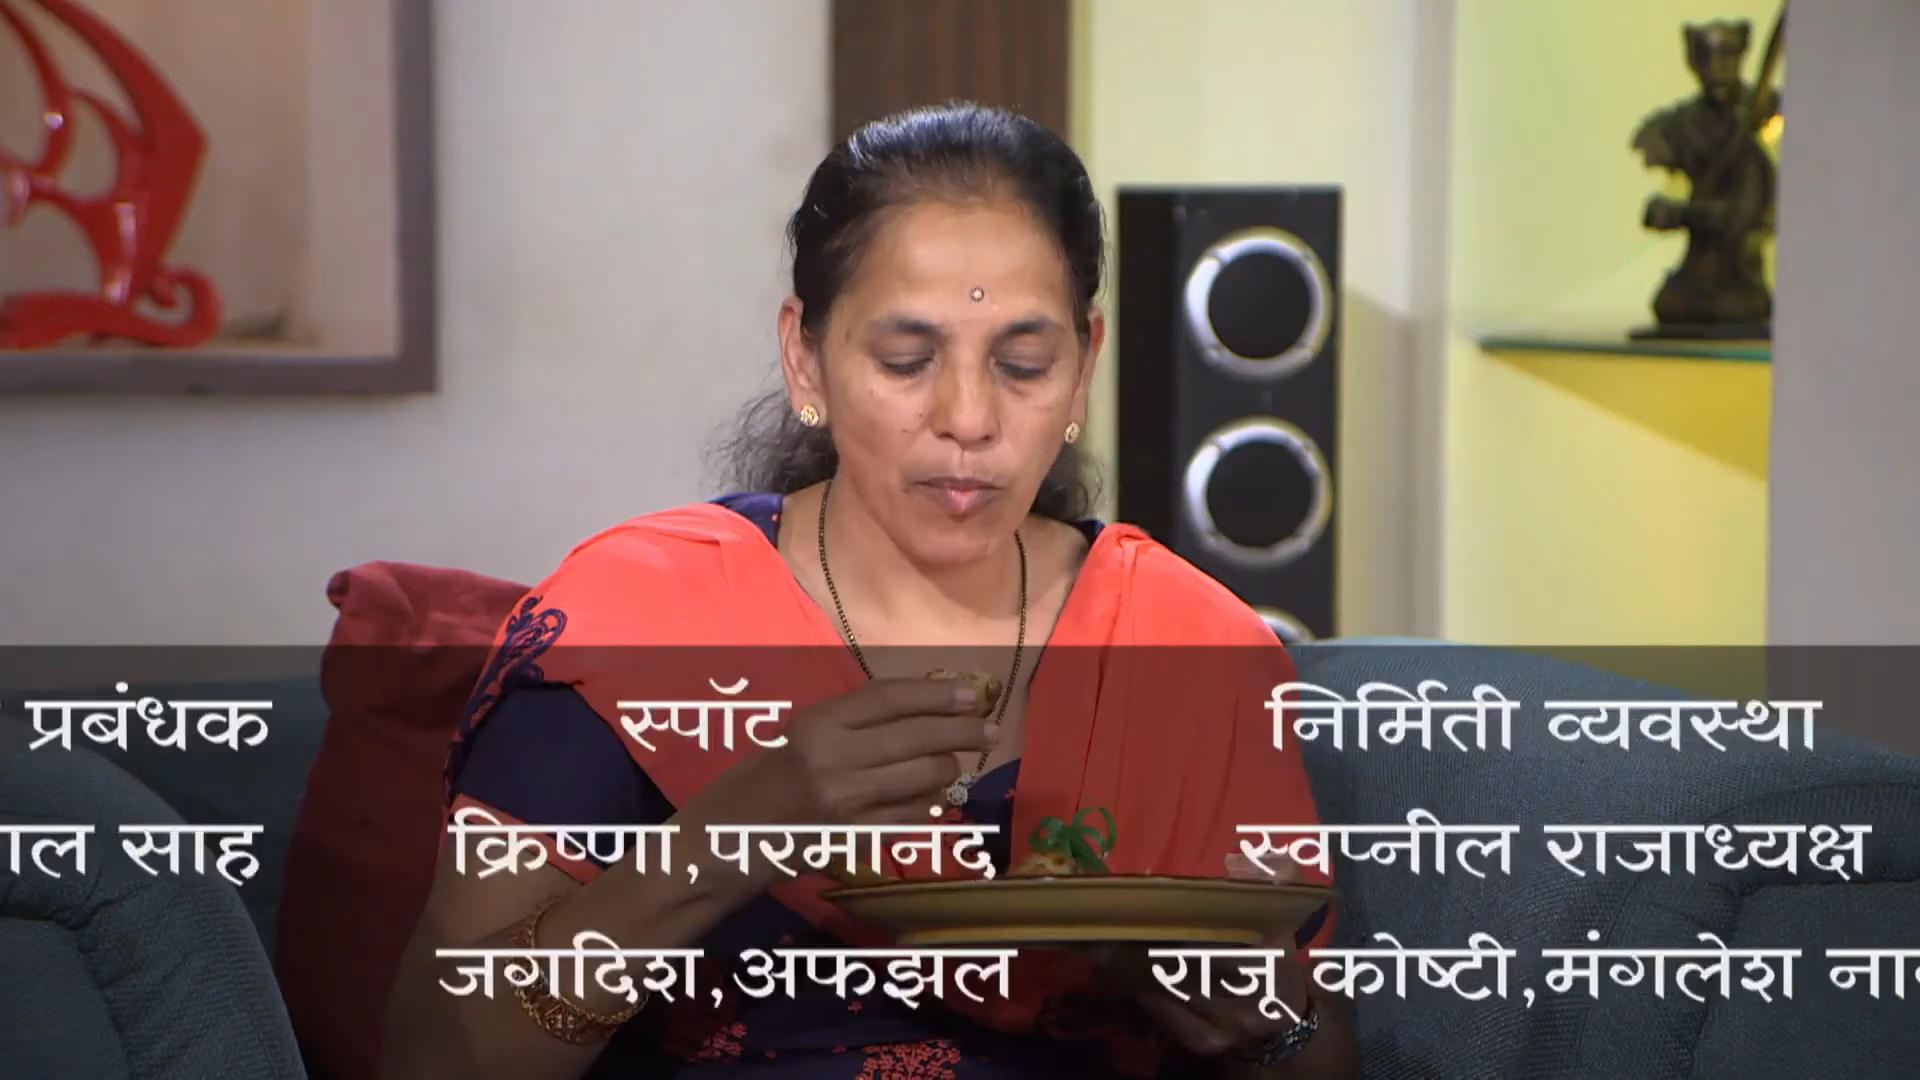 प्रबंधक स्पॉट निर्मिती व्यवस्था
साह क्रिष्णा,परमानंद स्वप्नील राजाध्यक्ष
जगदिश,अफझल राजू कोष्टी,मंगलेश